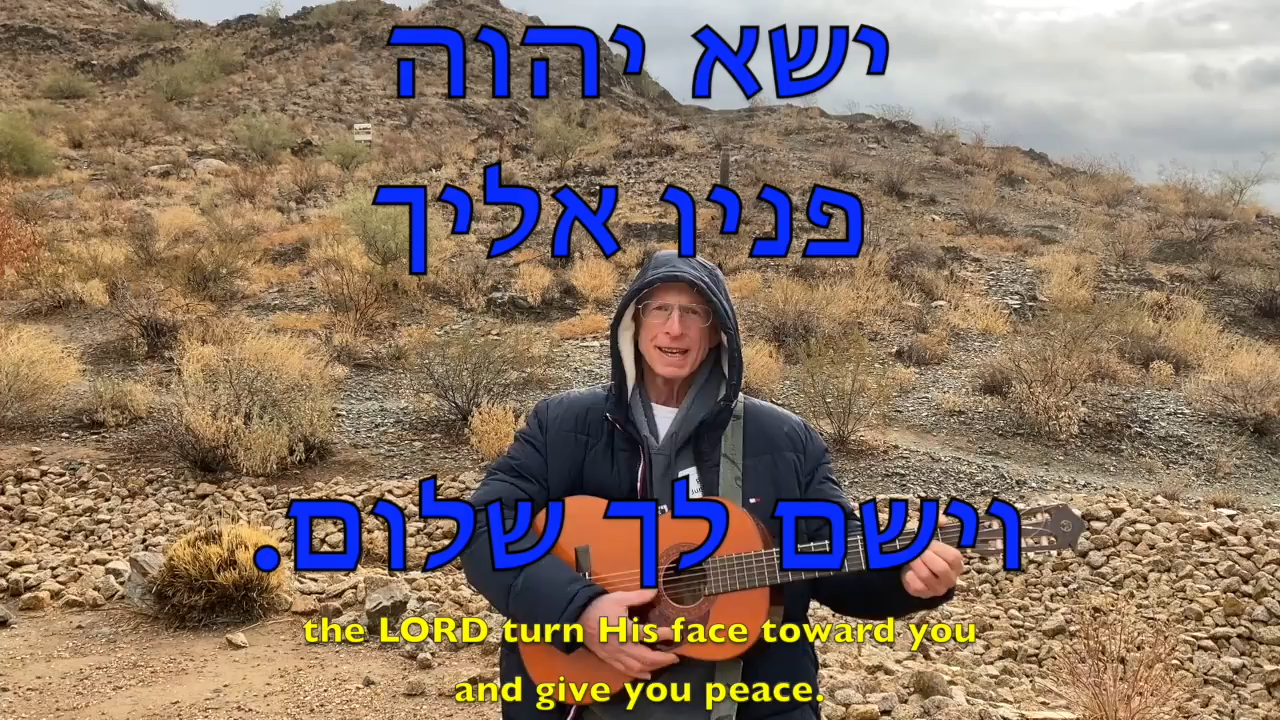 ישא יהוה
פניו אליך
וישם לך שלום.
the LORD turn His face toward you
and give you peace.